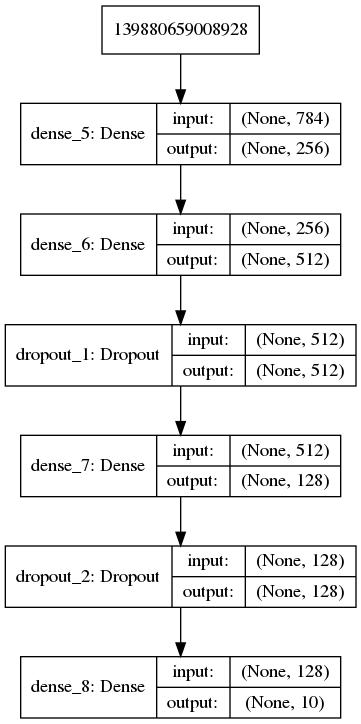 139880659008928
dense_5: Dense
input: (None, 784)
output: (None, 256)
dense_6: Dense
input: (None, 256)
output: (None, 512)
dropout_1: Dropout
input: (None, 512)
output: (None, 512)
dense_7: Dense
input: (None, 512)
output: (None, 128)
dropout_2: Dropout
input: (None, 128)
output: (None, 128)
dense_8: Dense
input: (None, 128)
output: (None, 10)